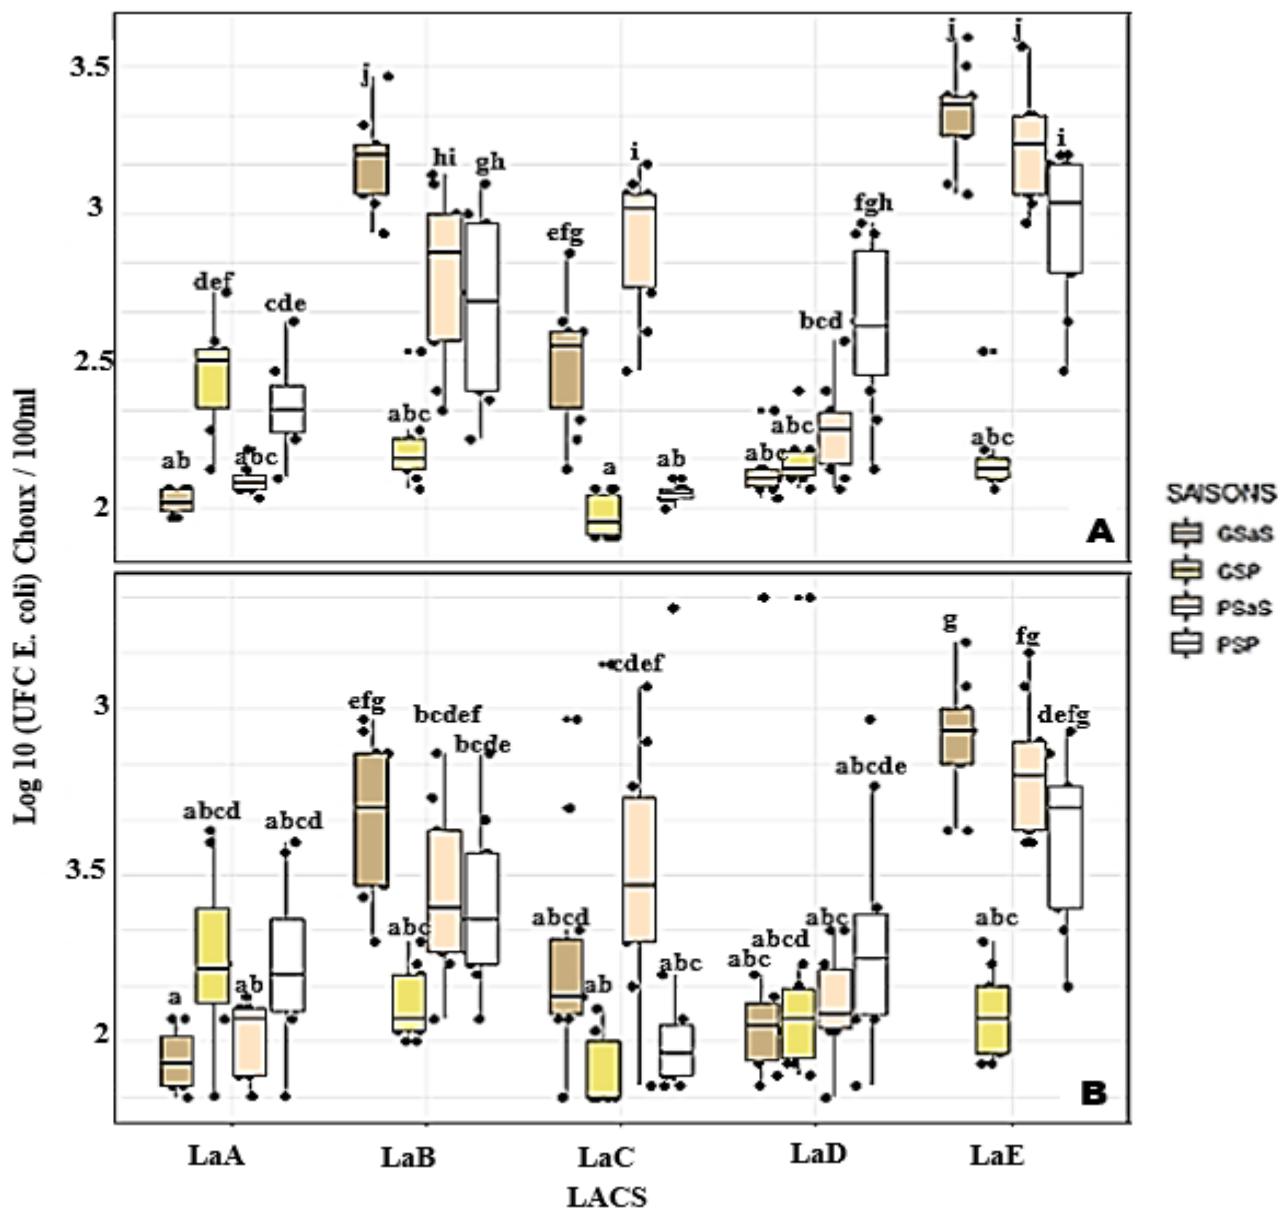 3.5
j
j
j
hi
gh
i
i
3
efg
fgh
def
cde
bcd
2.5
abc
abc
abc
ab
abc
abc
a
ab
2
A
Log 10 (UFC E. coli) Choux / 100ml
SAISONS
GSaS
GSP
PSaS
PSP
g
fg
cdef
3
efg
bcdef
bcde
defg
abcde
abcd
abcd
3.5
abc
abcd
abc
abcd
abc
abc
a
ab
ab
abc
2
B
LaA
LaB
LaC
LaD
LaE
LACS